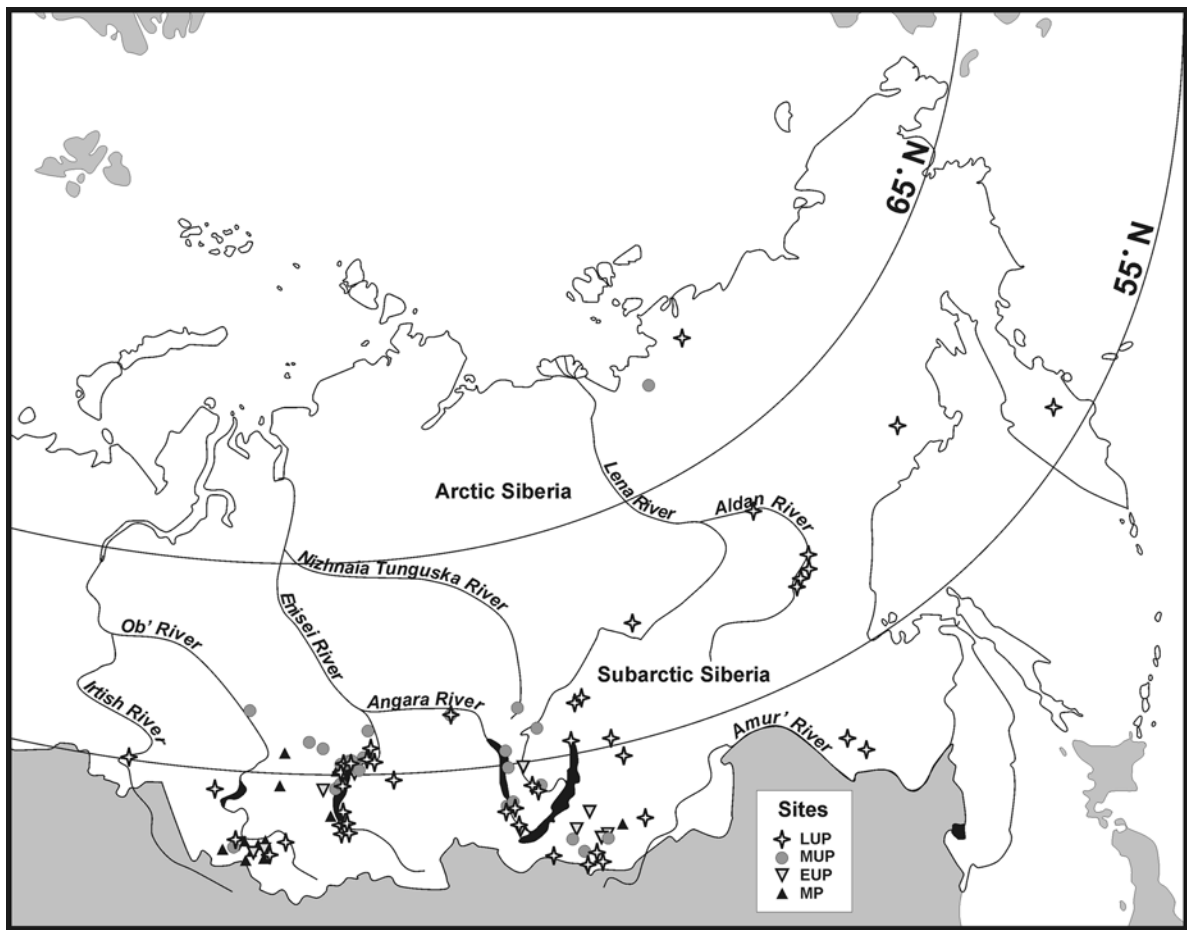 65° N
55° N
Arctic Siberia
Lena River
Aldan River
Nizhnaia Tunguska River
Enisei River
Ob' River
Irtish River
Angara River
Subarctic Siberia
Amur' River
Sites
LUP
MUP
EUP
MP